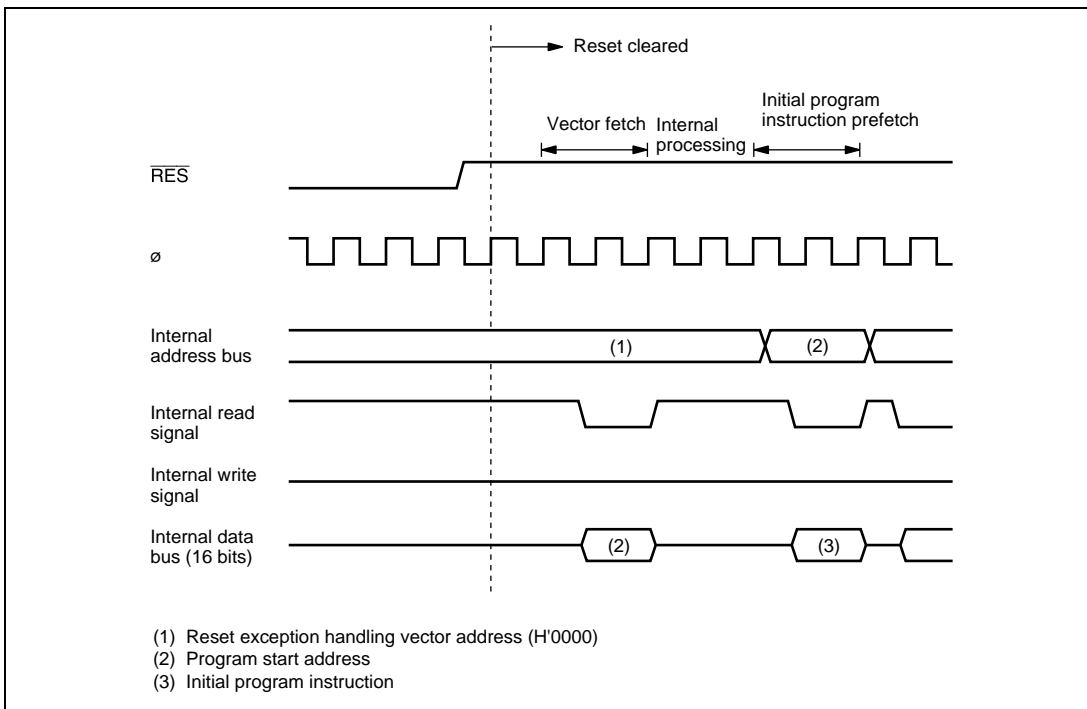 Reset cleared
Initial program
instruction prefetch
Vector fetch
Internal
processing
RES
ø
Internal
address bus
(1)
(2)
Internal read
signal
Internal write
signal
Internal data
bus (16 bits)
(2)
(3)
(1) Reset exception handling vector address (H'0000)
(2) Program start address
(3) Initial program instruction